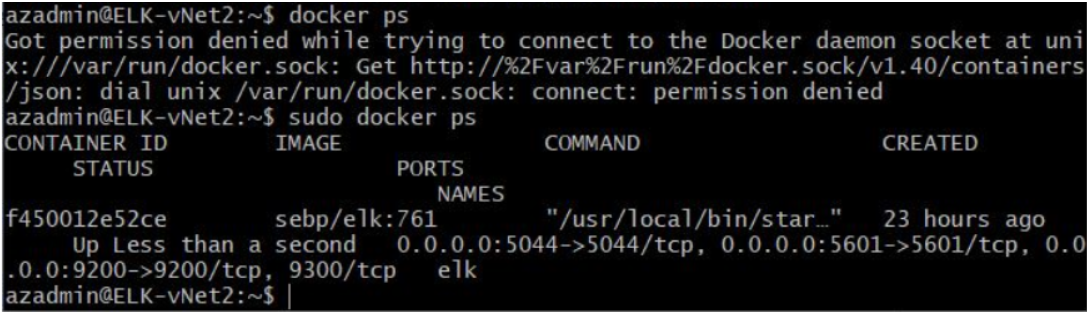 azadmin@ELK-vNet2:~$ docker ps
Got permission denied while trying to connect to the Docker daemon socket at uni
x:///var/run/docker.sock: Get http://%2Fvar%2Frun%2Fdocker.sock/v1.40/containers
/json: dial unix /var/run/docker.sock: connect: permission denied
azadmin@ELK-vNet2:~$ sudo docker ps
CONTAINER ID        IMAGE               COMMAND                  CREATED
     STATUS                  PORTS
                                NAMES
f450012e52ce        sebp/elk:761        "/usr/local/bin/star…"   23 hours ago
     Up Less than a second   0.0.0.0:5044->5044/tcp, 0.0.0.0:5601->5601/tcp, 0.0
.0.0:9200->9200/tcp, 9300/tcp   elk
azadmin@ELK-vNet2:~$